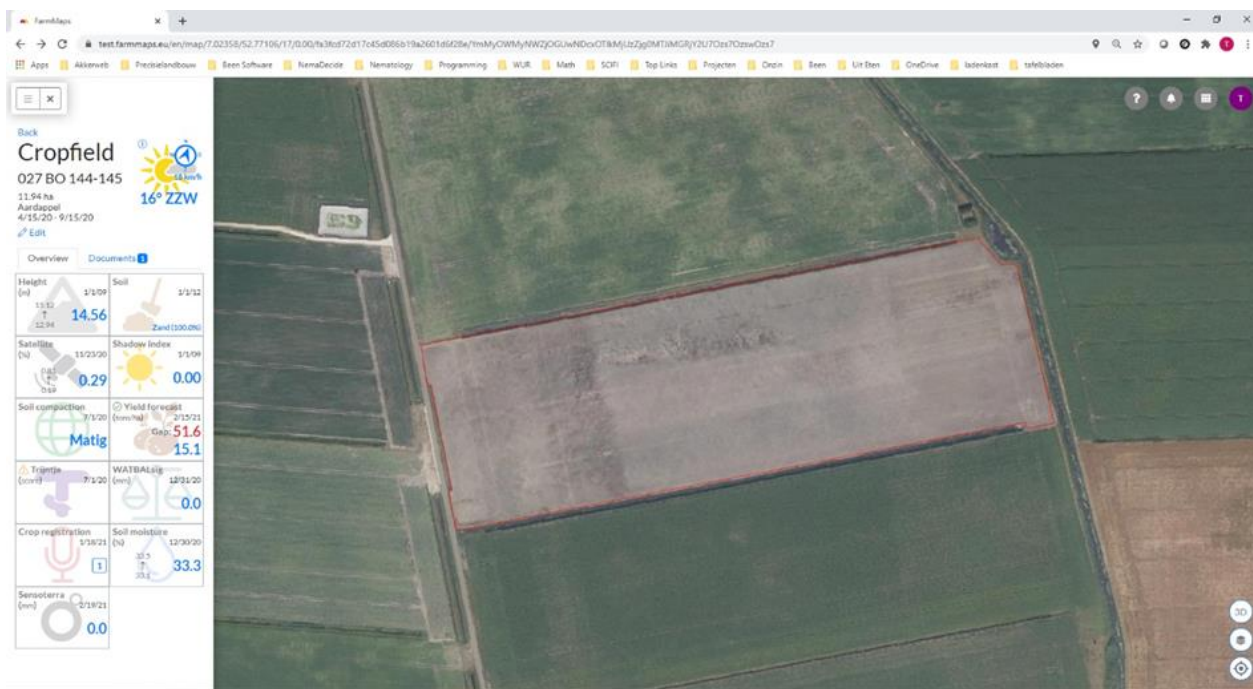 FarmMaps
test.farmmaps.eu/en/map/7.02358/52.77106/17/0.00/
Apps Akkerweb Precisielandbouw Been Software NemaDecide Nematology Programming WUR Math SOFI Top Links Projecten Onzin Been Uit Eten OneDrive ladenkast tafelbladen
Back
Cropfield
027 BO 144-145
11.94 ha
Aardappel
4/15/20 - 9/15/20
Edit
16° ZZW
Overview Documents 1
Height
(m) 1/1/09
12.94
14.56
Soil
1/1/12
Zand (100.0%)
Satellite
(%) 11/23/20
0.29
Shadow index
1/1/09
0.00
Soil compaction
7/1/20
Matig
Yield forecast
(tons/ha) 2/15/21
Gap: 51.6
15.1
Trijntje
7/1/20
WATBALsig
(mm) 12/31/20
0.0
Crop registration
1/18/21
1
Soil moisture
(%) 12/30/20
33.3
Sensoterra
(mm) 2/19/21
0.0
? T
3D